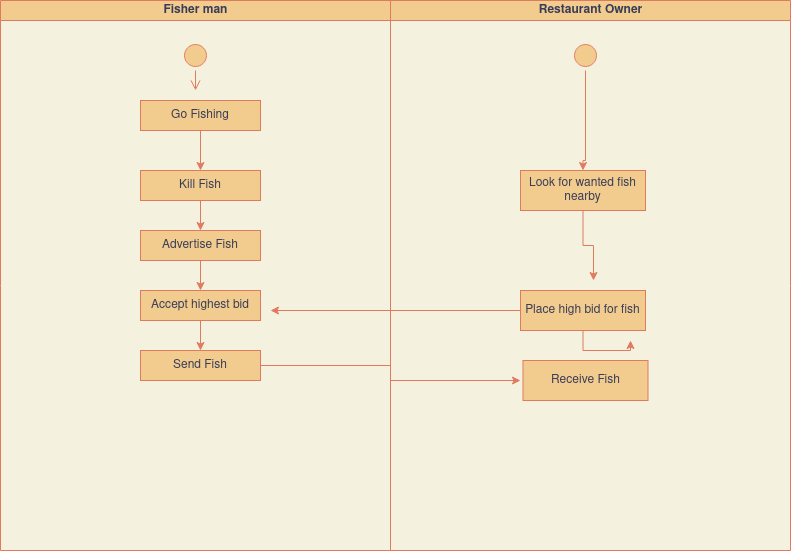 Fisher man
Restaurant Owner
Go Fishing
Kill Fish
Look for wanted fish
nearby
Advertise Fish
Accept highest bid
Place high bid for fish
Send Fish
Receive Fish